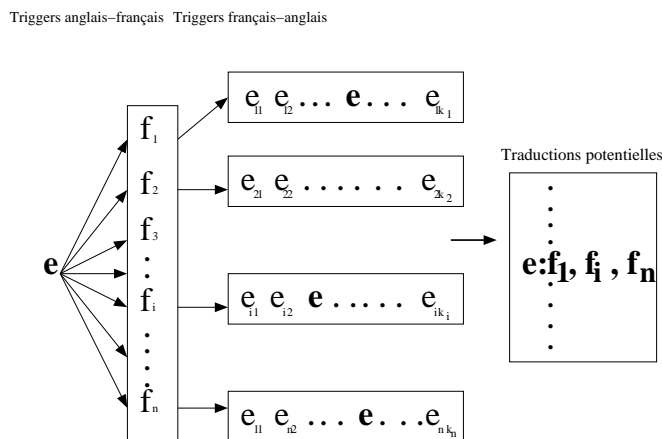 Triggers anglais–français Triggers français–anglais
e11 e12 ... e ... e1k1
f1
Traductions potentielles
f2 e21 e22 ...... e2k2
f3
e
e:f1, fi , fn
fi ei1 ei2 e ..... eiki
fn e11 en2 ... e ...enkn